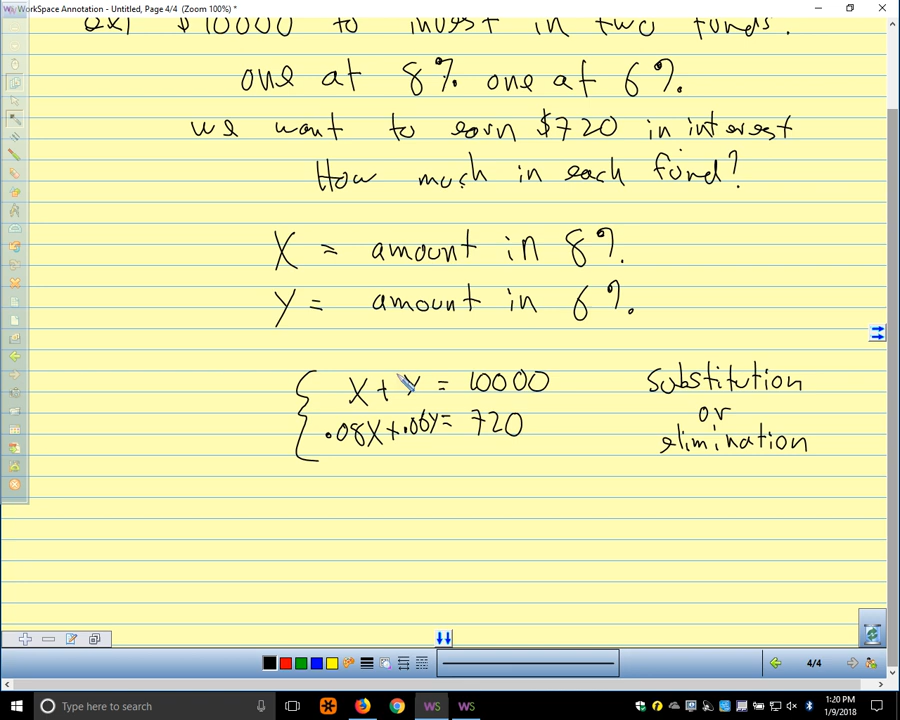 WorkSpace Annotation - Untitled, Page 4/4 (Zoom 100%) *
ex) $10000 to invest in two funds.
one at 8% one at 6%.
we want to earn $720 in interest
How much in each fund?
X = amount in 8%.
Y = amount in 6%.
X + Y = 10000
.08X + .06Y = 720
substitution
or
elimination
4/4
Type here to search
WS
WS
1:20 PM
1/9/2018